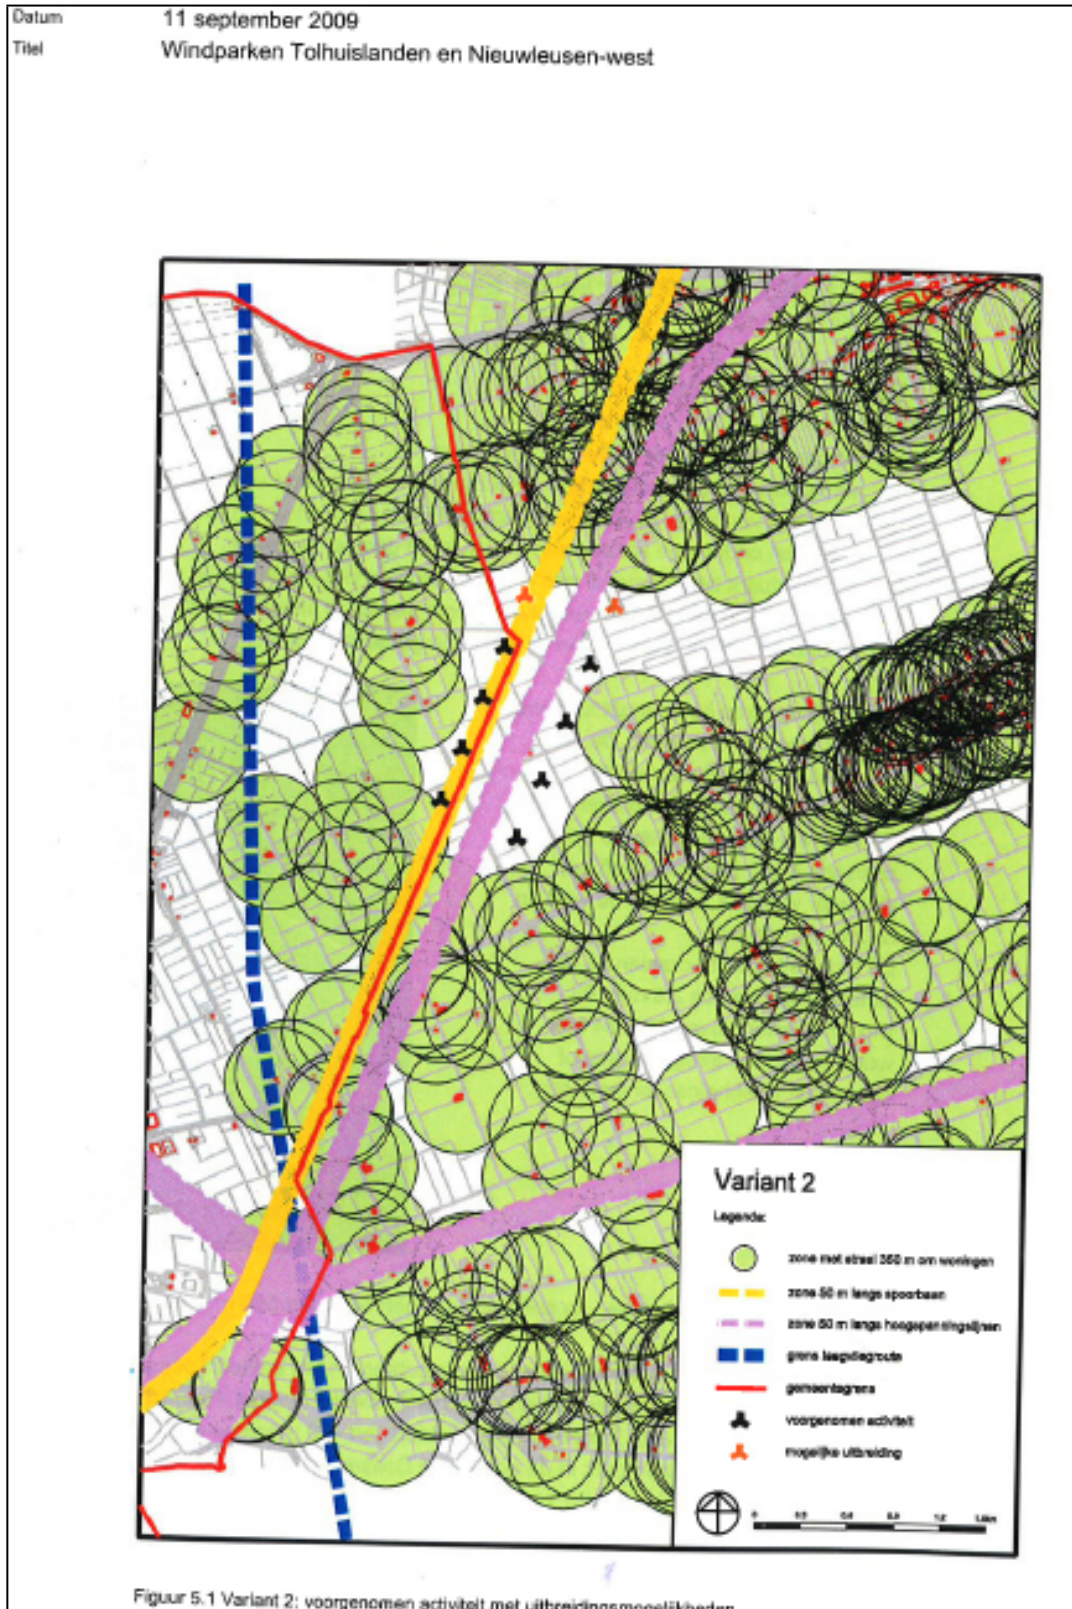 Datum 11 september 2009
Titel Windparken Tolhuislanden en Nieuwleusen-west
Variant 2
Legenda:
zone met straal 350 m om woningen
zone 50 m langs spoorbaan
zone 50 m langs hoogspanningslijnen
grens laagvliegroute
gemeentegrens
voorgenomen activiteit
mogelijke uitbreiding
Figuur 5.1 Variant 2: voorgenomen activiteit met uitbreidingsmogelijkheden